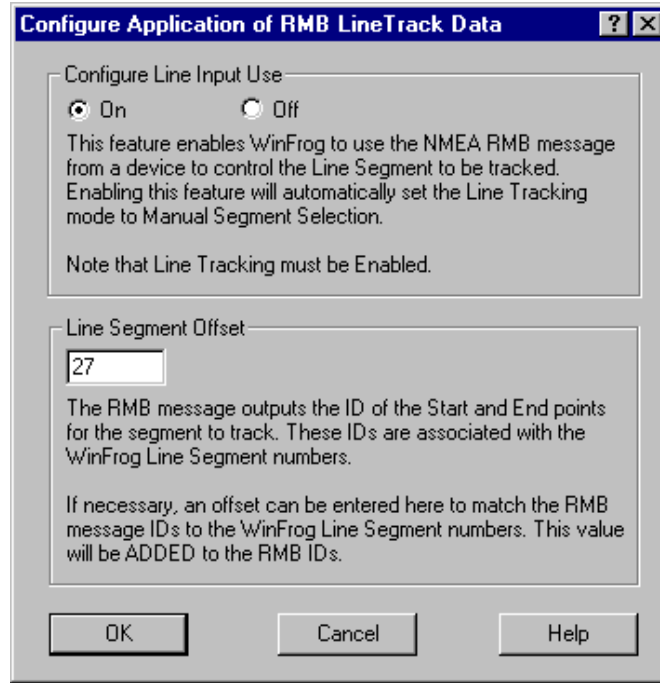 Configure Application of RMB LineTrack Data
Configure Line Input Use
On Off
This feature enables WinFrog to use the NMEA RMB message
from a device to control the Line Segment to be tracked.
Enabling this feature will automatically set the Line Tracking
mode to Manual Segment Selection.
Note that Line Tracking must be Enabled.
Line Segment Offset
27
The RMB message outputs the ID of the Start and End points
for the segment to track. These IDs are associated with the
WinFrog Line Segment numbers.
If necessary, an offset can be entered here to match the RMB
message IDs to the WinFrog Line Segment numbers. This value
will be ADDED to the RMB IDs.
OK Cancel Help